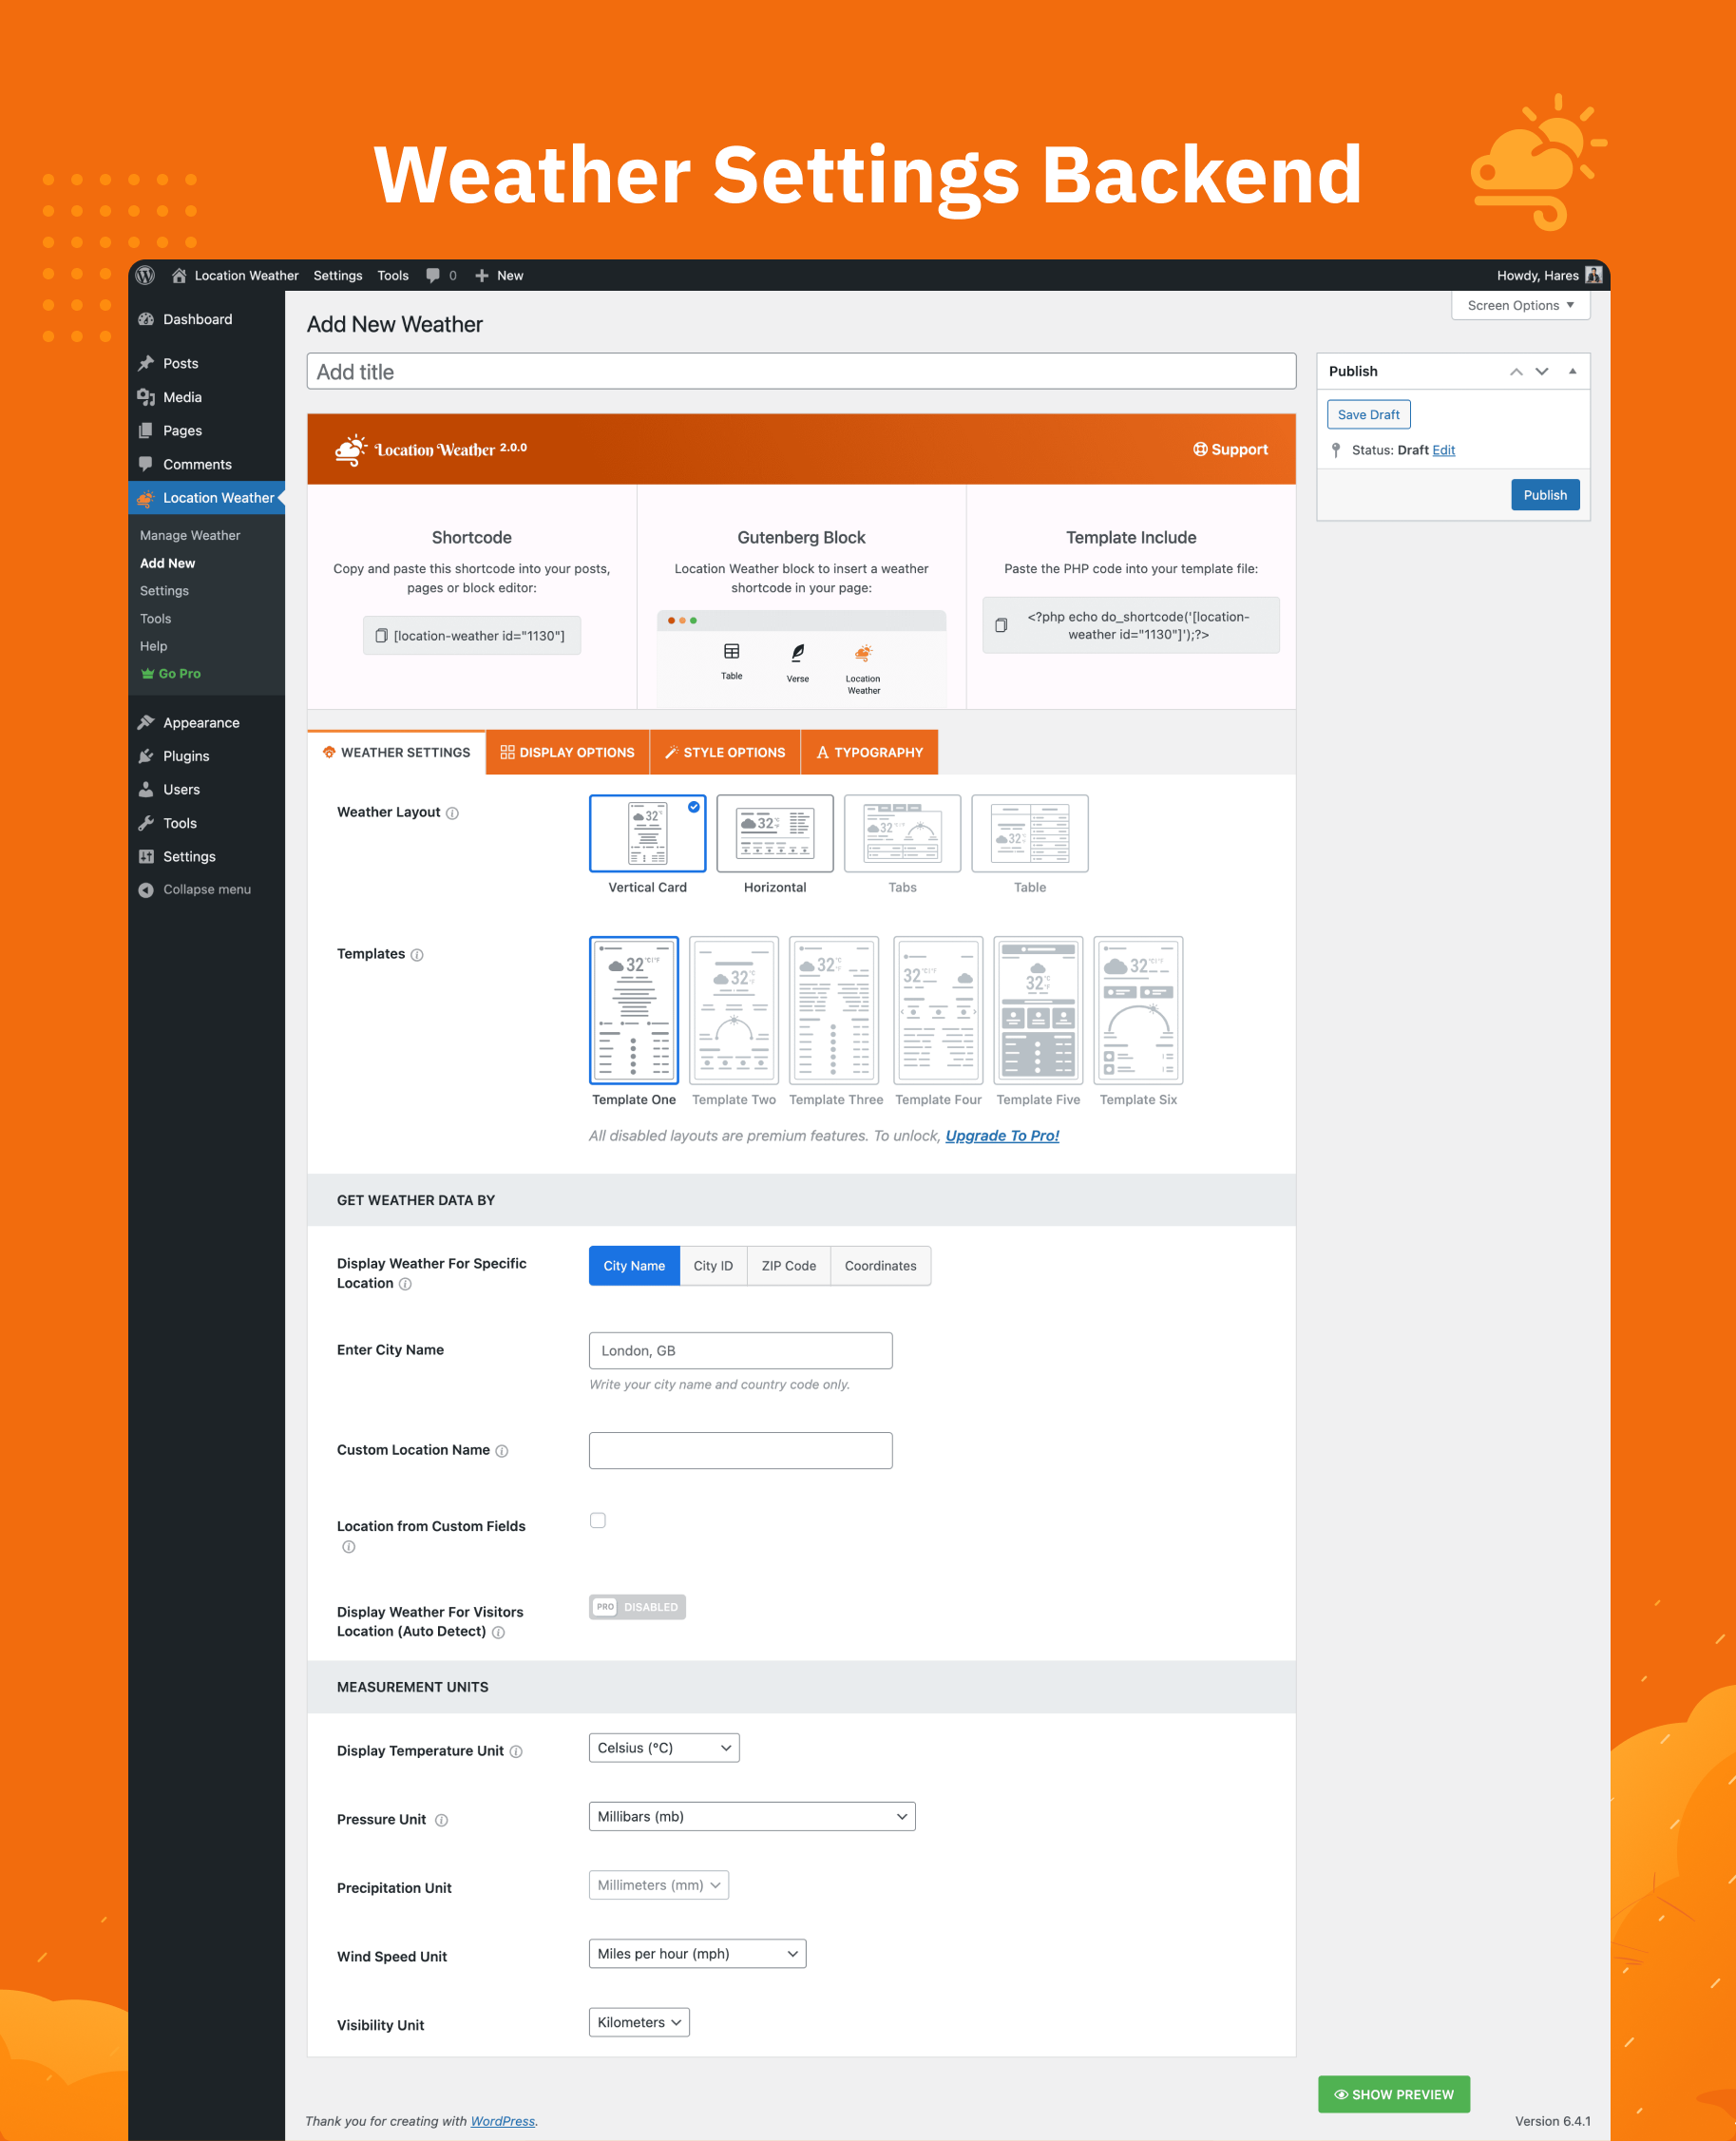 Weather Settings Backend
Location Weather Settings Tools 0 New
Howdy, Hares
Screen Options
Dashboard
Posts
Media
Pages
Comments
Location Weather
Manage Weather
Add New
Settings
Tools
Help
Go Pro
Appearance
Plugins
Users
Tools
Settings
Collapse menu
Add New Weather
Add title
Publish
Save Draft
Status: Draft Edit
Publish
Location Weather 2.0.0
Support
Shortcode
Copy and paste this shortcode into your posts,
pages or block editor:
[location-weather id="1130"]
Gutenberg Block
Location Weather block to insert a weather
shortcode in your page:
Table
Verse
Location
Weather
Template Include
Paste the PHP code into your template file:
<?php echo do_shortcode('[location-
weather id="1130"]');?>
WEATHER SETTINGS
DISPLAY OPTIONS
STYLE OPTIONS
TYPOGRAPHY
Weather Layout
32°
32°
32 °C|°F
32°
Vertical Card
Horizontal
Tabs
Table
Templates
32 °C|°F
32 °C °F
32 °C °F
32 °C|°F
32 °C °F
32 °C|°F
Template One
Template Two
Template Three
Template Four
Template Five
Template Six
All disabled layouts are premium features. To unlock, Upgrade To Pro!
GET WEATHER DATA BY
Display Weather For Specific
Location
City Name
City ID
ZIP Code
Coordinates
Enter City Name
London, GB
Write your city name and country code only.
Custom Location Name
Location from Custom Fields
Display Weather For Visitors
Location (Auto Detect)
PRO DISABLED
MEASUREMENT UNITS
Display Temperature Unit
Celsius (°C)
Pressure Unit
Millibars (mb)
Precipitation Unit
Millimeters (mm)
Wind Speed Unit
Miles per hour (mph)
Visibility Unit
Kilometers
SHOW PREVIEW
Thank you for creating with WordPress.
Version 6.4.1